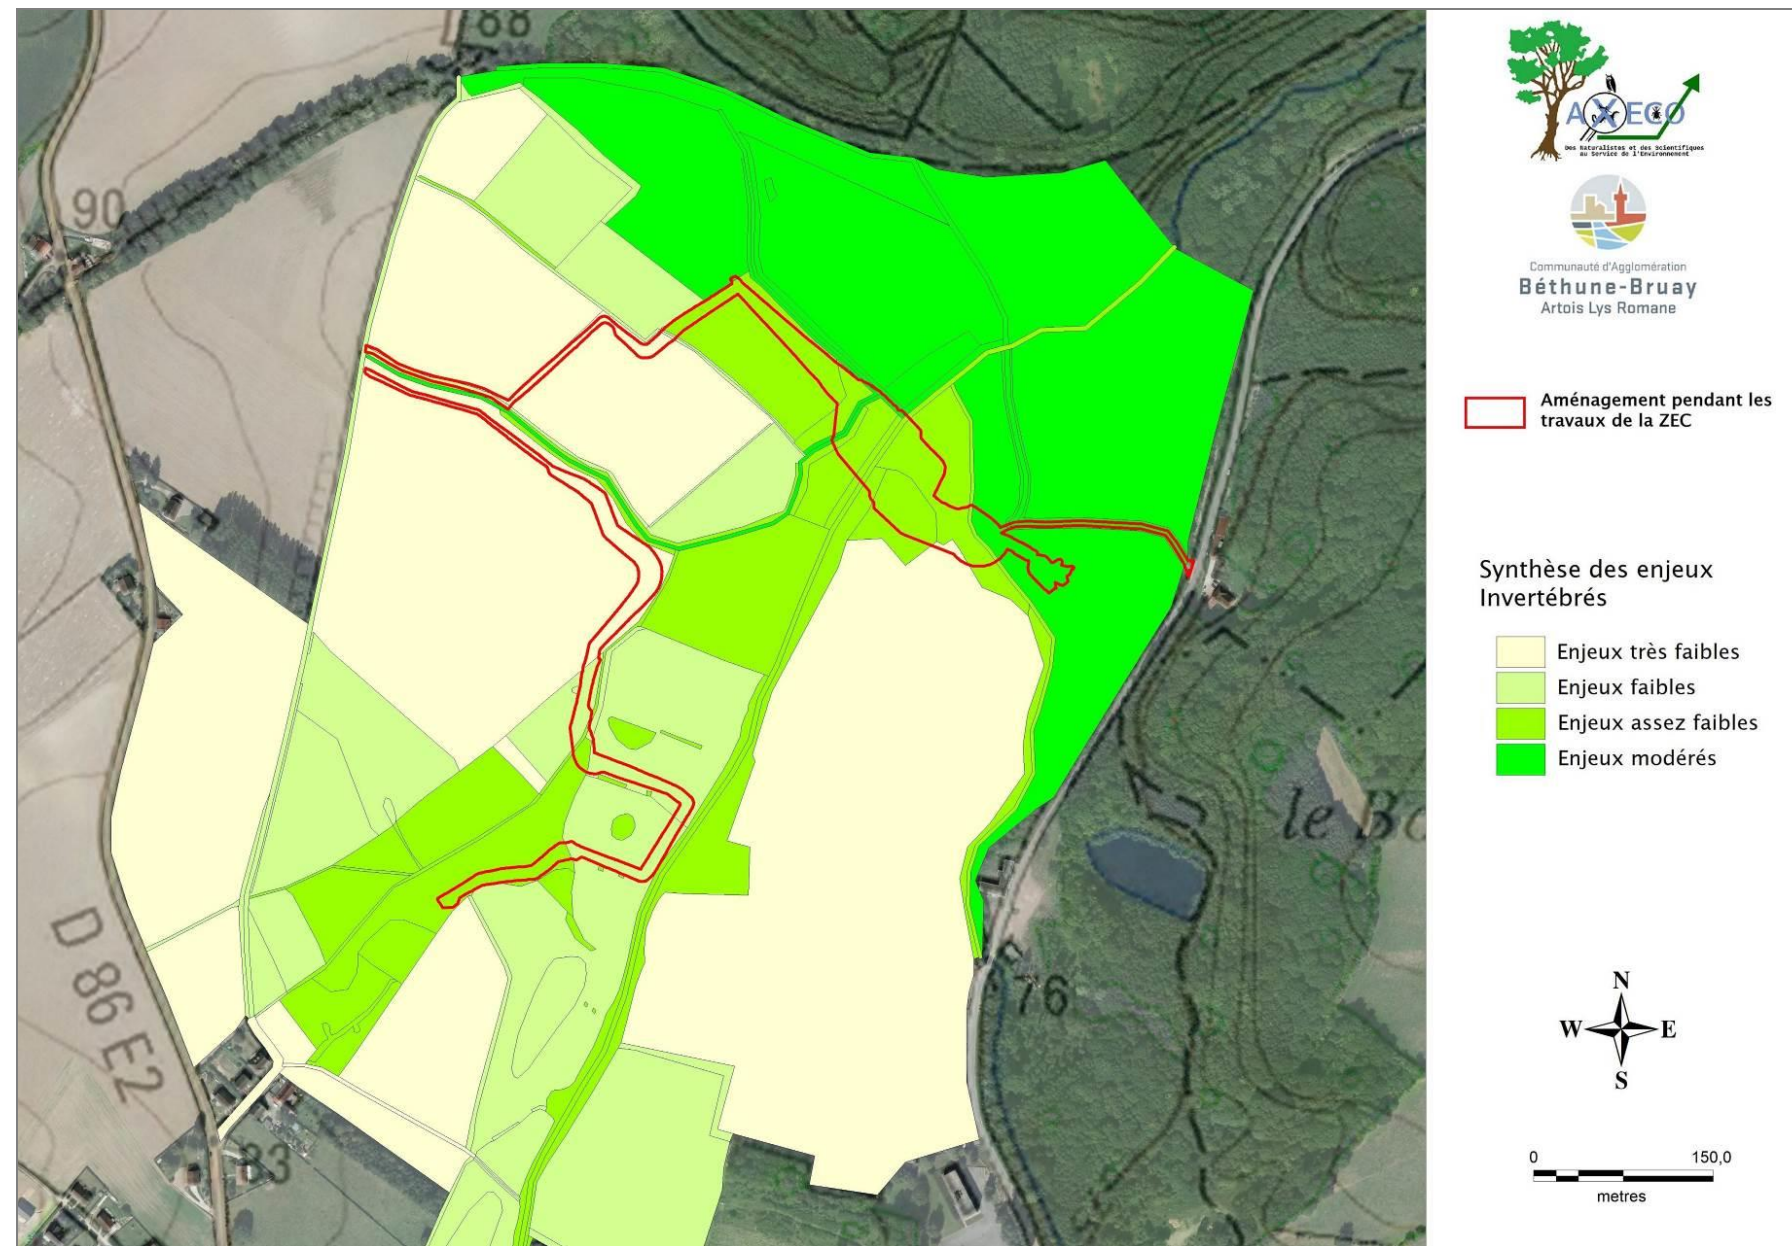 88
90
D 86 E2
83
76
le Bo
AXECO
Des Naturalistes et des Scientifiques
au Service de l'Environnement
Communauté d'Agglomération
Béthune-Bruay
Artois Lys Romane
Aménagement pendant les
travaux de la ZEC
Synthèse des enjeux
Invertébrés
Enjeux très faibles
Enjeux faibles
Enjeux assez faibles
Enjeux modérés
N
W E
S
0 150,0
metres